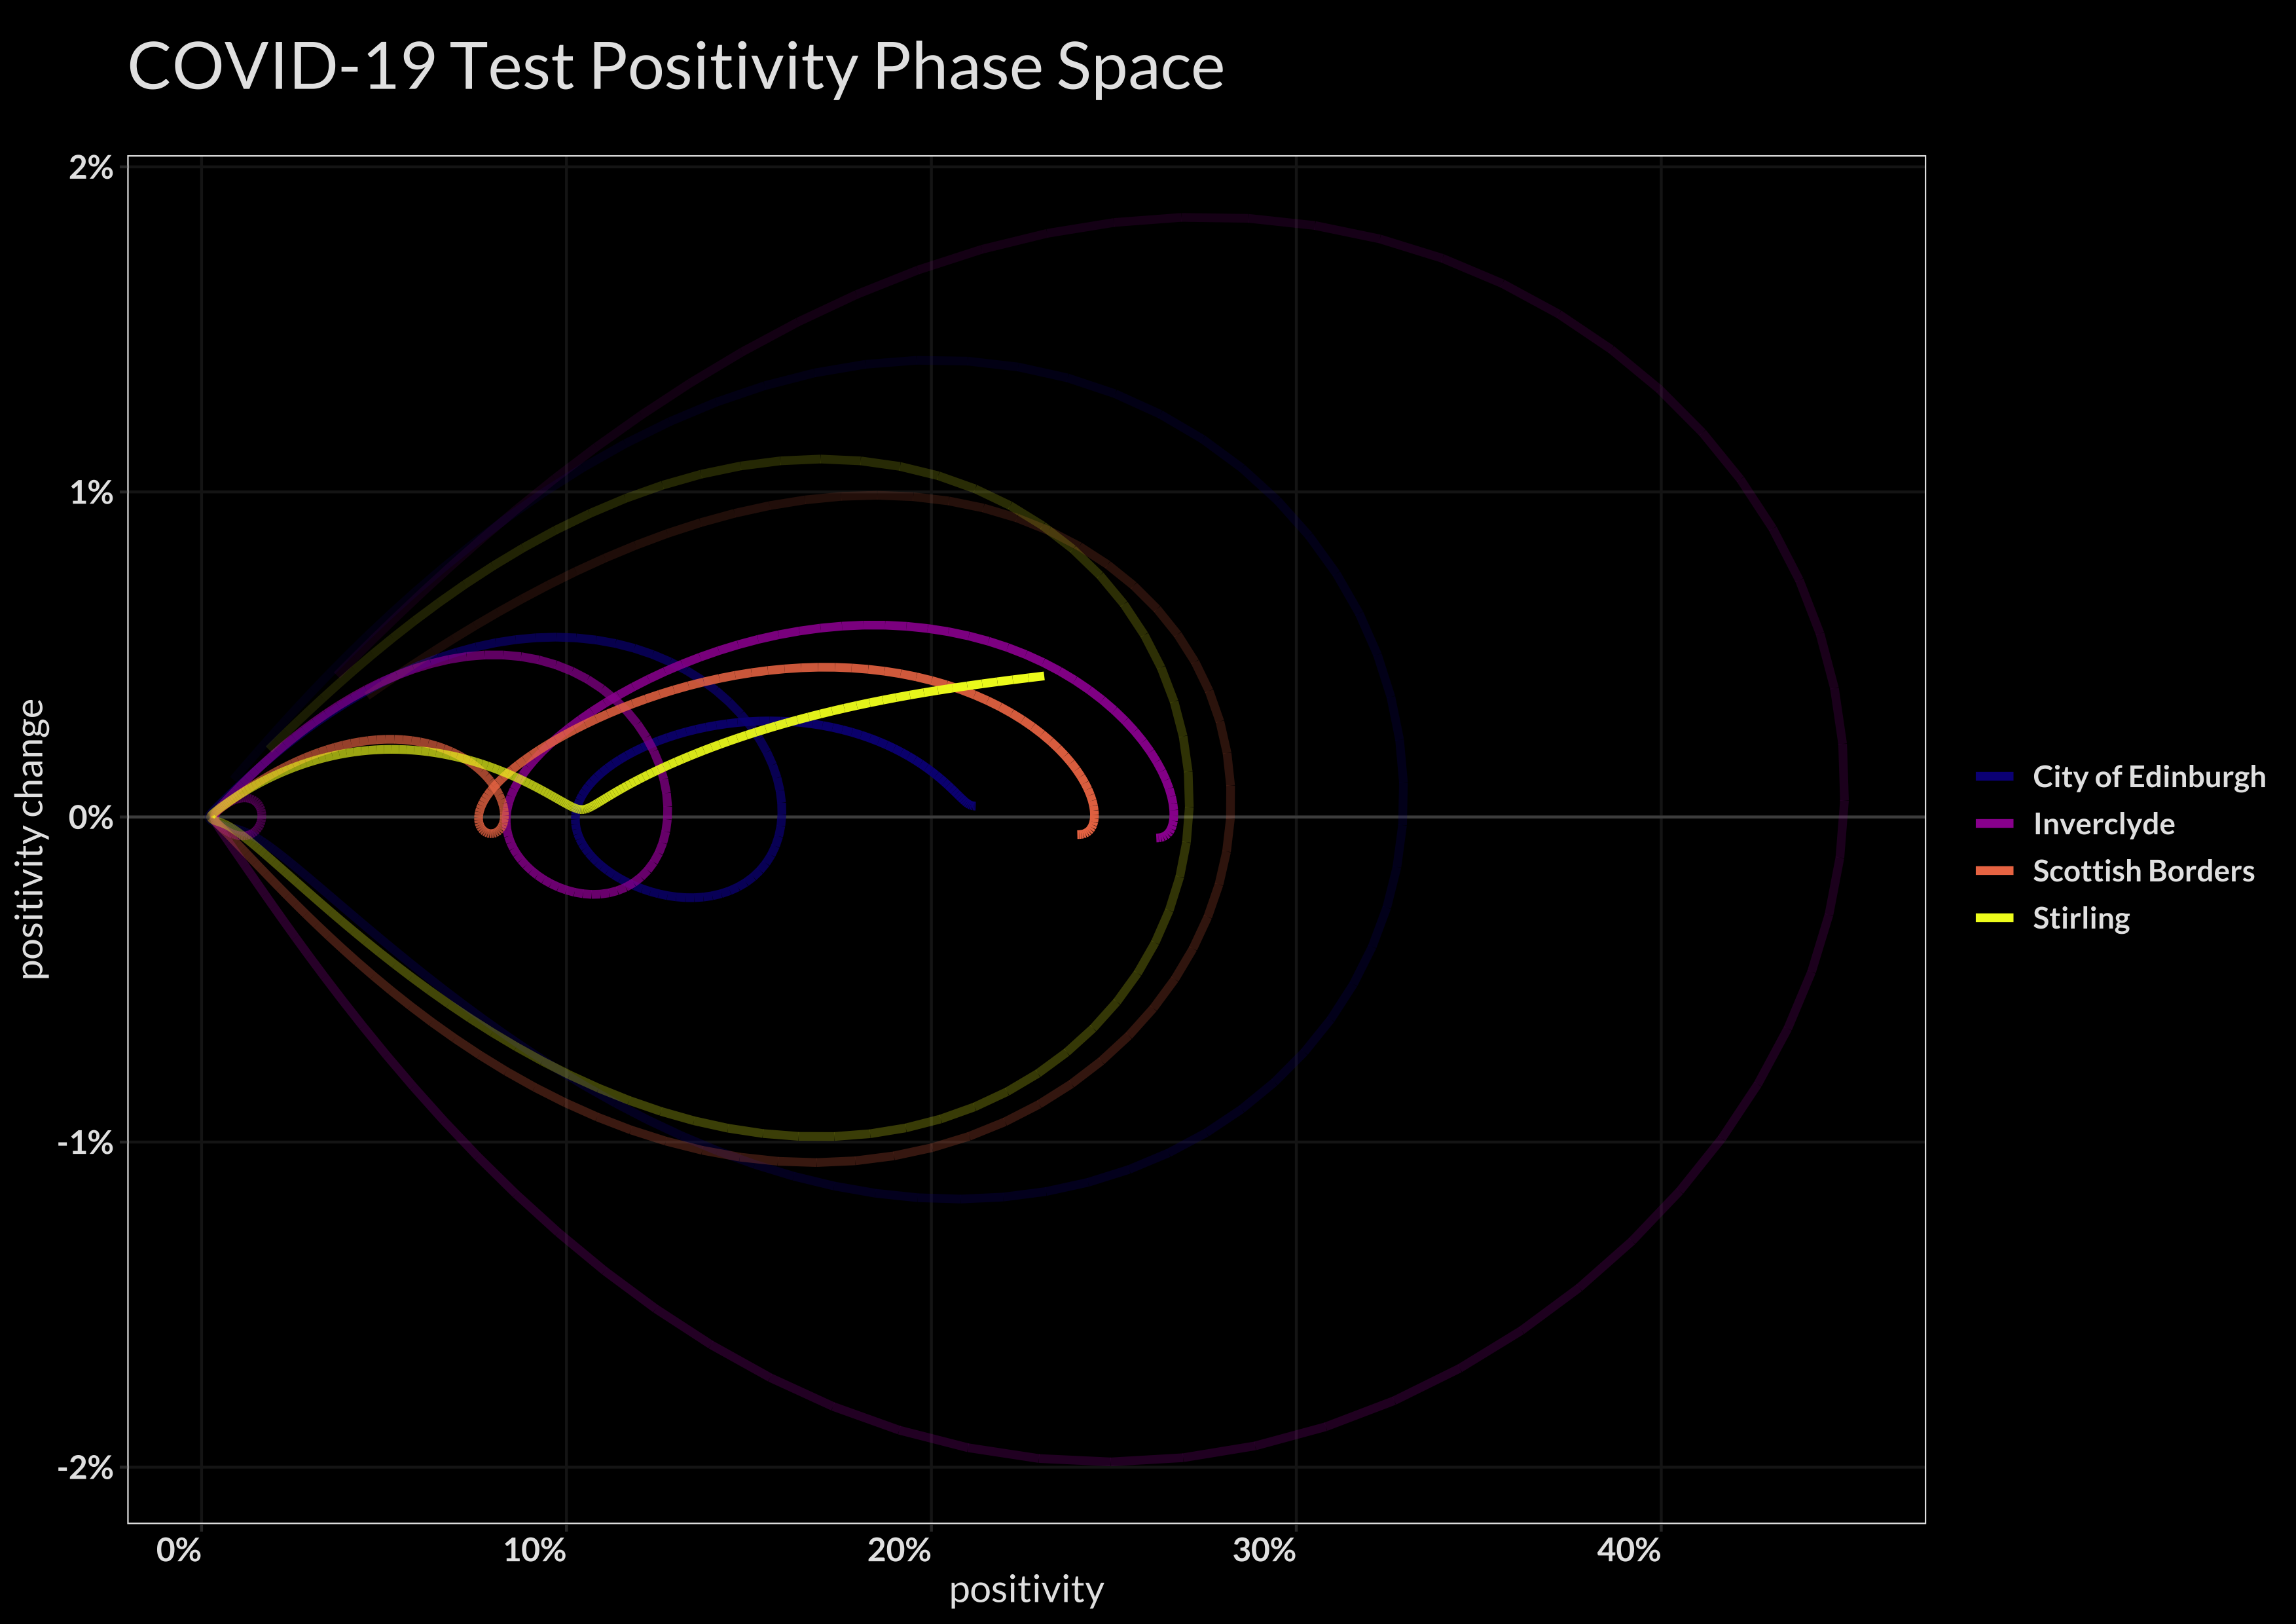 COVID-19 Test Positivity Phase Space
2%
1%
0%
-1%
-2%
positivity change
0%
10%
20%
30%
40%
positivity
City of Edinburgh
Inverclyde
Scottish Borders
Stirling